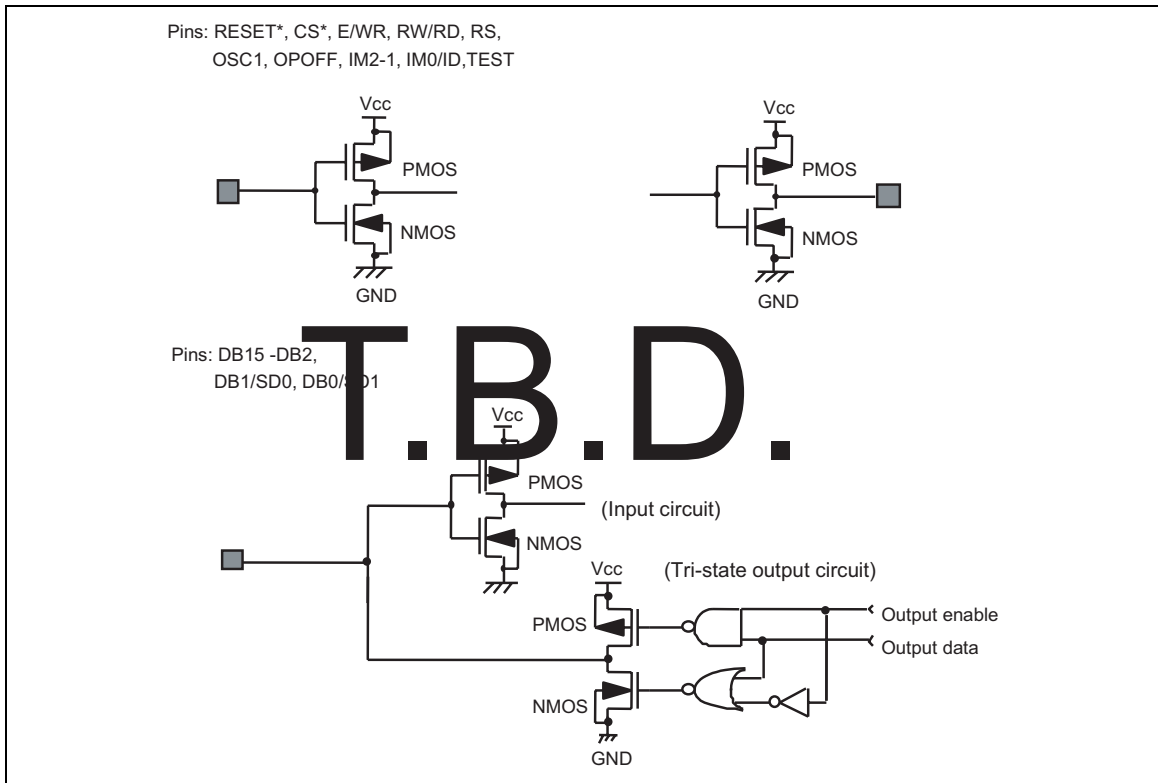 Pins: RESET*, CS*, E/WR, RW/RD, RS,
OSC1, OPOFF, IM2-1, IM0/ID,TEST
Vcc
PMOS
NMOS
GND
Vcc
PMOS
NMOS
GND
T.B.D.
Pins: DB15 -DB2,
DB1/SD0, DB0/SD1
Vcc
PMOS
(Input circuit)
NMOS
Vcc
(Tri-state output circuit)
PMOS
Output enable
Output data
NMOS
GND